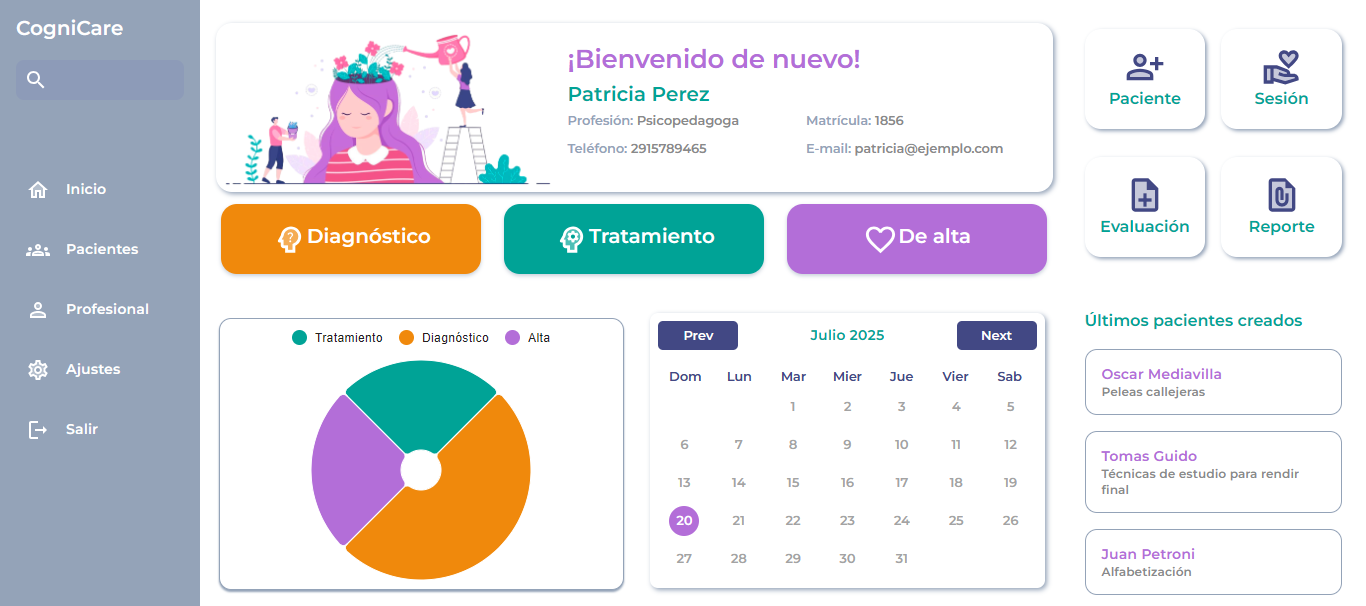 CogniCare
Inicio
Pacientes
Profesional
Ajustes
Salir
¡Bienvenido de nuevo!
Patricia Perez
Profesión: Psicopedagoga
Matrícula: 1856
Teléfono: 2915789465
E-mail: patricia@ejemplo.com
Paciente
Sesión
Evaluación
Reporte
Diagnóstico
Tratamiento
De alta
Tratamiento
Diagnóstico
Alta
Prev
Julio 2025
Next
Dom Lun Mar Mier Jue Vier Sab
1 2 3 4 5
6 7 8 9 10 11 12
13 14 15 16 17 18 19
20 21 22 23 24 25 26
27 28 29 30 31
Últimos pacientes creados
Oscar Mediavilla
Peleas callejeras
Tomas Guido
Técnicas de estudio para rendir
final
Juan Petroni
Alfabetización